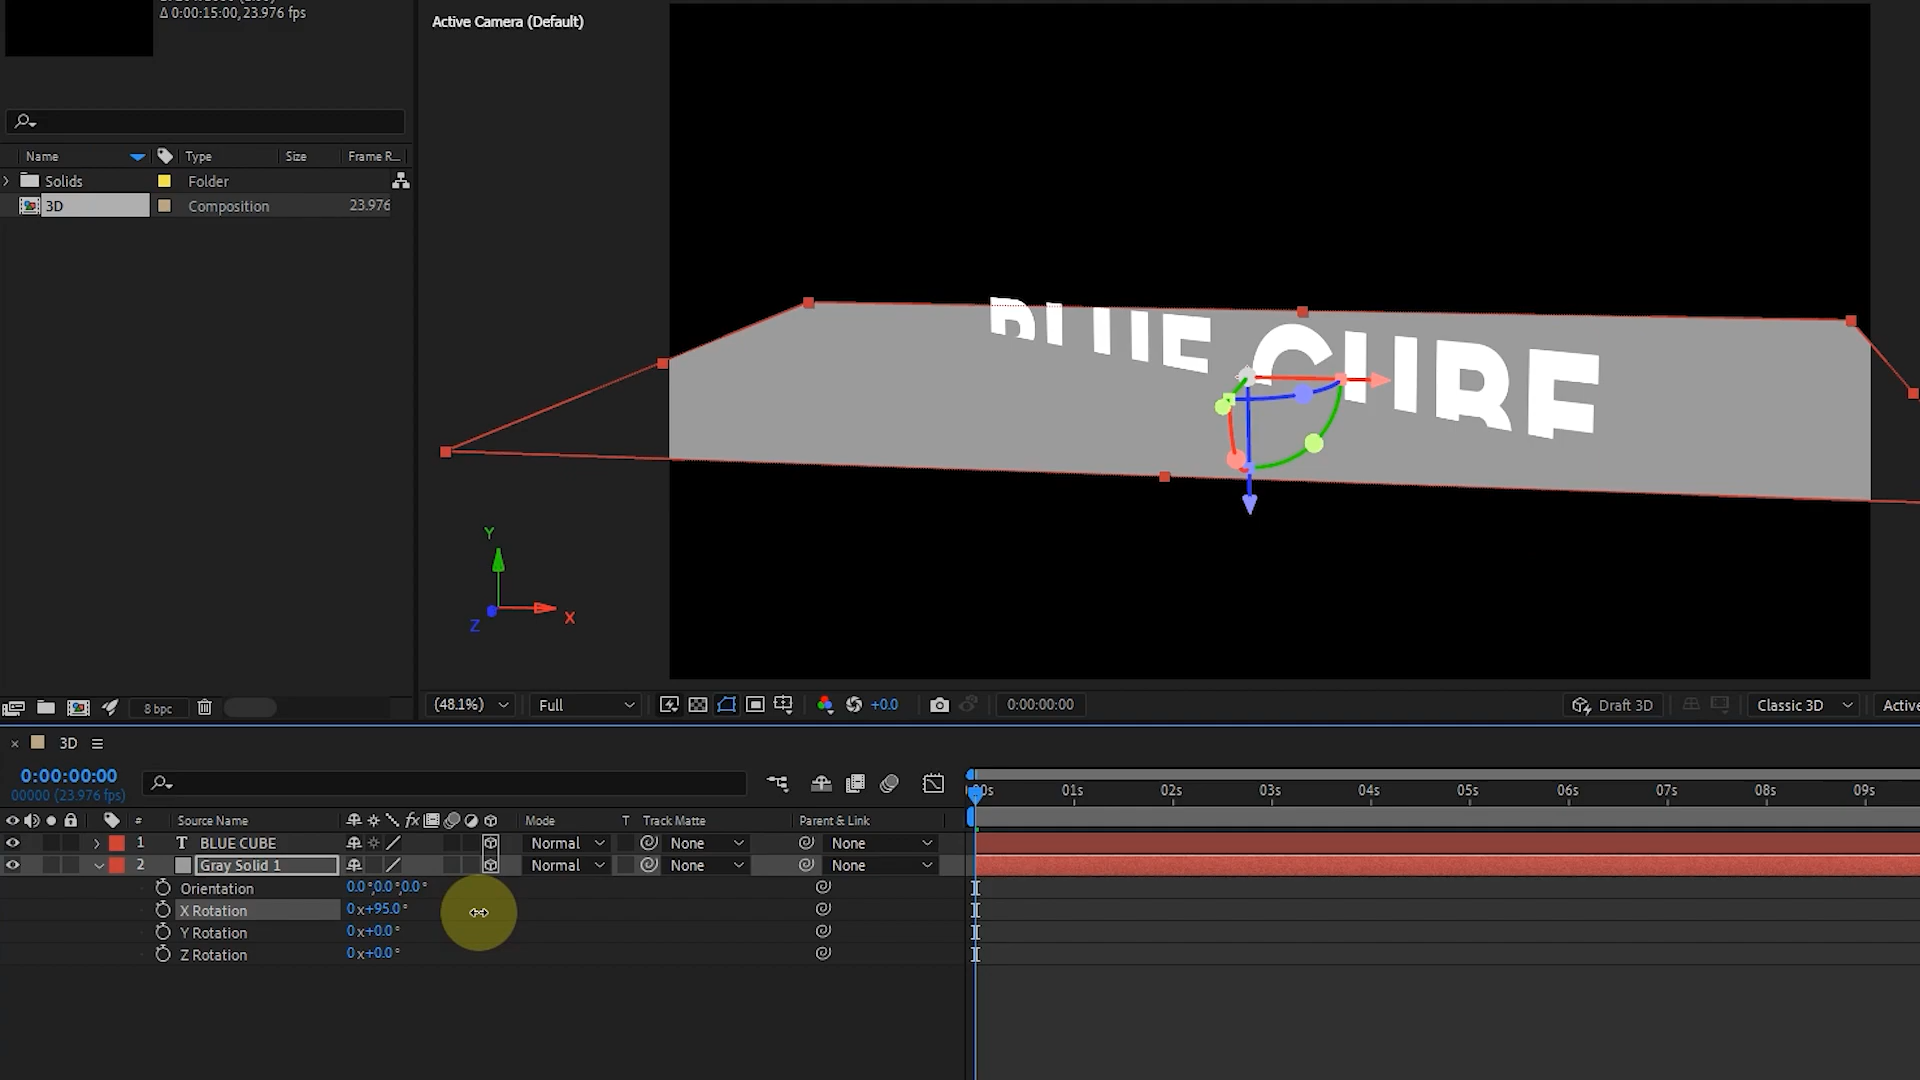 Δ 0:00:15:00, 23.976 fps
Active Camera (Default)
Name Type Size Frame R...
Solids Folder
3D Composition 23.976
BLUE CUBE
Y
X
Z
8 bpc
(48.1%) Full +0.0 0:00:00:00 Draft 3D Classic 3D Active
3D
0:00:00:00
00000 (23.976 fps)
01s 02s 03s 04s 05s 06s 07s 08s 09s
# Source Name fx Mode T Track Matte Parent & Link
1 T BLUE CUBE Normal None None
2 Gray Solid 1 Normal None None
Orientation 0.0°,0.0°,0.0°
X Rotation 0x+95.0°
Y Rotation 0x+0.0°
Z Rotation 0x+0.0°